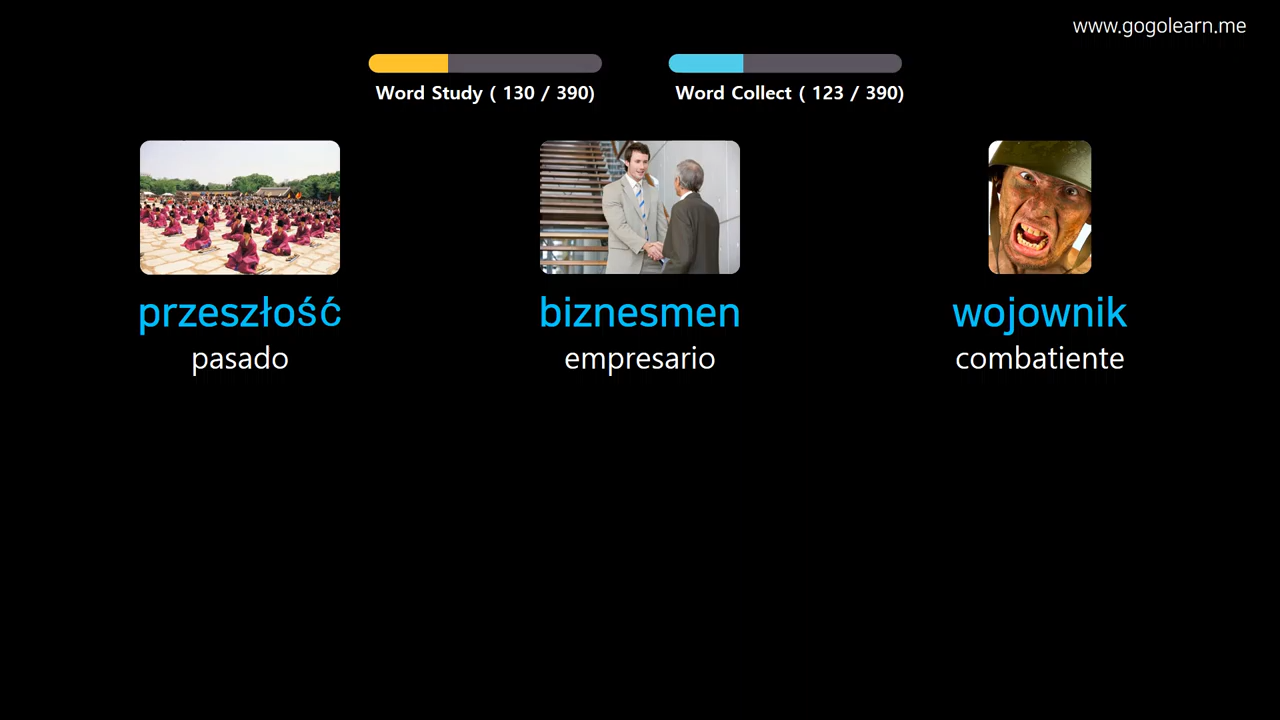 www.gogolearn.me
Word Study ( 130 / 390)
Word Collect ( 123 / 390)
przeszłość
biznesmen
wojownik
pasado
empresario
combatiente